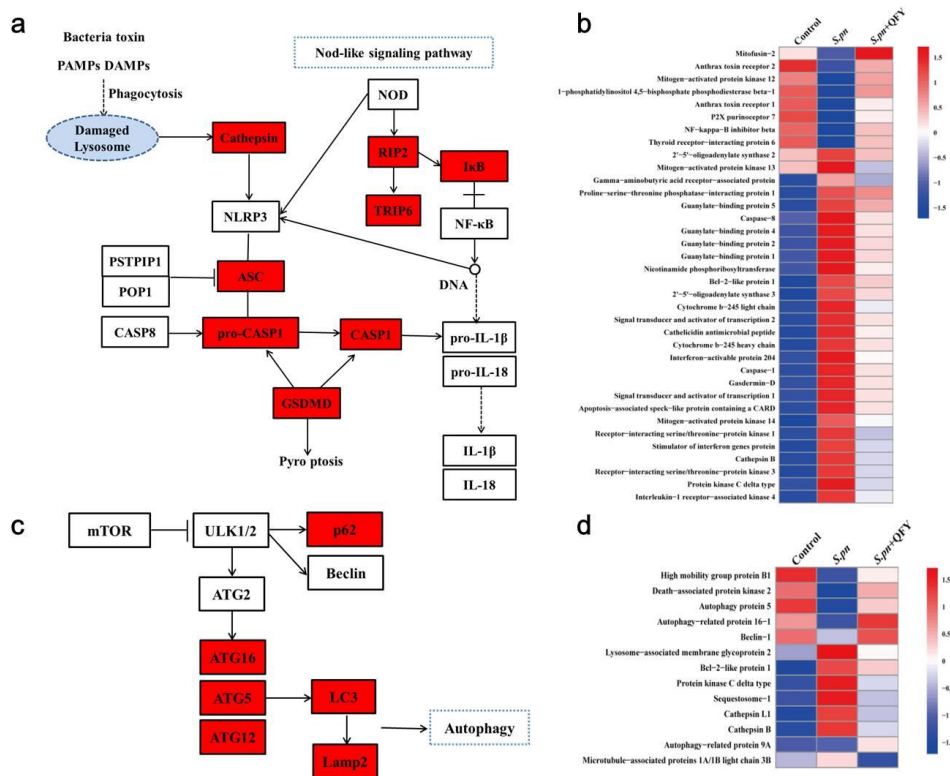 a
Bacteria toxin
PAMPs DAMPs
Phagocytosis
Damaged
Lysosome
Nod-like signaling pathway
NOD
Cathepsin
RIP2
IκB
TRIP6
NLRP3
NF-κB
PSTPIP1
POP1
ASC
DNA
CASP8
pro-CASP1
CASP1
pro-IL-1β
pro-IL-18
GSDMD
Pyro ptosis
IL-1β
IL-18
b
Control
S.pn
S.pn+QFY
Mitofusin-2
Anthrax toxin receptor 2
Mitogen-activated protein kinase 12
1-phosphatidylinositol 4,5-bisphosphate phosphodiesterase beta-1
Anthrax toxin receptor 1
P2X purinoceptor 7
NF-kappa-B inhibitor beta
Thyroid receptor-interacting protein 6
2'-5'-oligoadenylate synthase 2
Mitogen-activated protein kinase 13
Gamma-aminobutyric acid receptor-associated protein
Proline-serine-threonine phosphatase-interacting protein 1
Guanylate-binding protein 5
Caspase-8
Guanylate-binding protein 4
Guanylate-binding protein 2
Guanylate-binding protein 1
Nicotinamide phosphoribosyltransferase
Bcl-2-like protein 1
2'-5'-oligoadenylate synthase 3
Cytochrome b-245 light chain
Signal transducer and activator of transcription 2
Cathelicidin antimicrobial peptide
Cytochrome b-245 heavy chain
Interferon-activable protein 204
Caspase-1
Gasdermin-D
Signal transducer and activator of transcription 1
Apoptosis-associated speck-like protein containing a CARD
Mitogen-activated protein kinase 14
Receptor-interacting serine/threonine-protein kinase 1
Stimulator of interferon genes protein
Cathepsin B
Receptor-interacting serine/threonine-protein kinase 3
Protein kinase C delta type
Interleukin-1 receptor-associated kinase 4
1.5
1
0.5
0
-0.5
-1
-1.5
c
mTOR
ULK1/2
p62
Beclin
ATG2
ATG16
ATG5
LC3
ATG12
Lamp2
Autophagy
d
Control
S.pn
S.pn+QFY
High mobility group protein B1
Death-associated protein kinase 2
Autophagy protein 5
Autophagy-related protein 16-1
Beclin-1
Lysosome-associated membrane glycoprotein 2
Bcl-2-like protein 1
Protein kinase C delta type
Sequestosome-1
Cathepsin L1
Cathepsin B
Autophagy-related protein 9A
Microtubule-associated proteins 1A/1B light chain 3B
1.5
1
0.5
0
-0.
-1
-1.